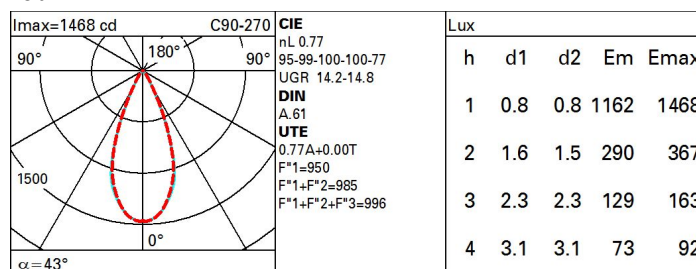 Imax=1468 cd C90-270
90° 180° 90°
1500
0°
α=43°
CIE
nL 0.77
95-99-100-100-77
UGR 14.2-14.8
DIN
A.61
UTE
0.77A+0.00T
F"1=950
F"1+F"2=985
F"1+F"2+F"3=996
Lux
h d1 d2 Em Emax
1 0.8 0.8 1162 1468
2 1.6 1.5 290 367
3 2.3 2.3 129 163
4 3.1 3.1 73 92